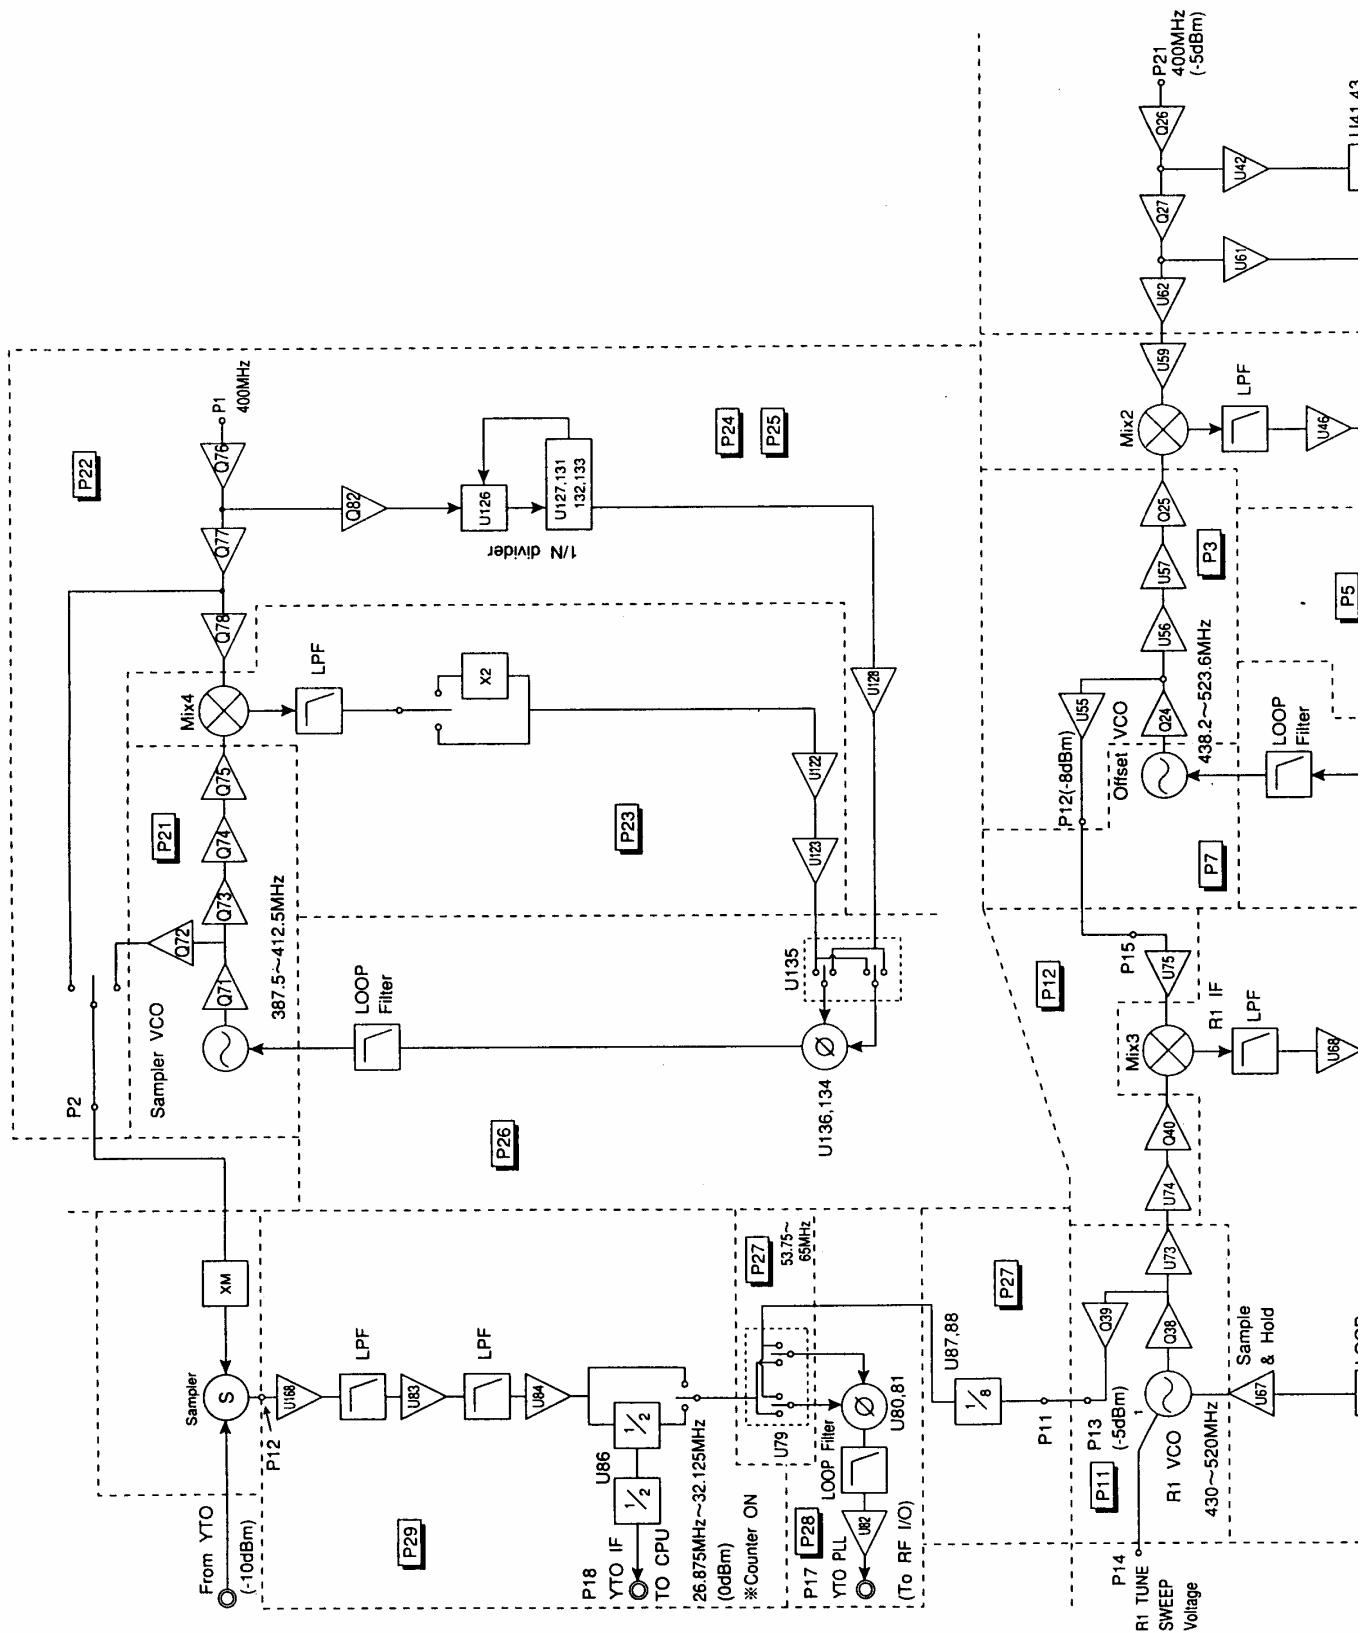 From YTO
(-10dBm)
Sampler
S
XM
P12
U168
LPF
U83
LPF
U84
P29
U86
1/2
1/2
P18
YTO IF
TO CPU
26.875MHz~32.125MHz
(0dBm)
※Counter ON
U79
P27
53.75~
65MHz
P17
P28
YTO PLL
(To RF I/O)
U82
LOOP Filter
Ø
U80,81
U87,88
1/8
P27
P11
P2
P22
Sampler VCO
Q71
Q72
Q73
Q74
Q75
P21
387.5~412.5MHz
Mix4
Q78
Q77
Q76
P1
400MHz
LPF
X2
Q82
U126
U127,131
132,133
1/N divider
P24
P25
P23
U122
U123
U128
U135
Ø
U136,134
LOOP
Filter
P26
P14
R1 TUNE
SWEEP
Voltage
P11
P13
(-5dBm)
R1 VCO
1
430~520MHz
Q39
Q38
U73
U74
Q40
Sample
& Hold
U67
LOOP
P12
Mix3
R1 IF
LPF
U68
P15
U75
P12(-8dBm)
U55
Offset VCO
Q24
438.2~523.6MHz
U56
U57
Q25
P3
P7
LOOP
Filter
P5
Mix2
LPF
U46
U59
U62
Q27
Q26
U61
U42
P21
400MHz
(-5dBm)
U41,43